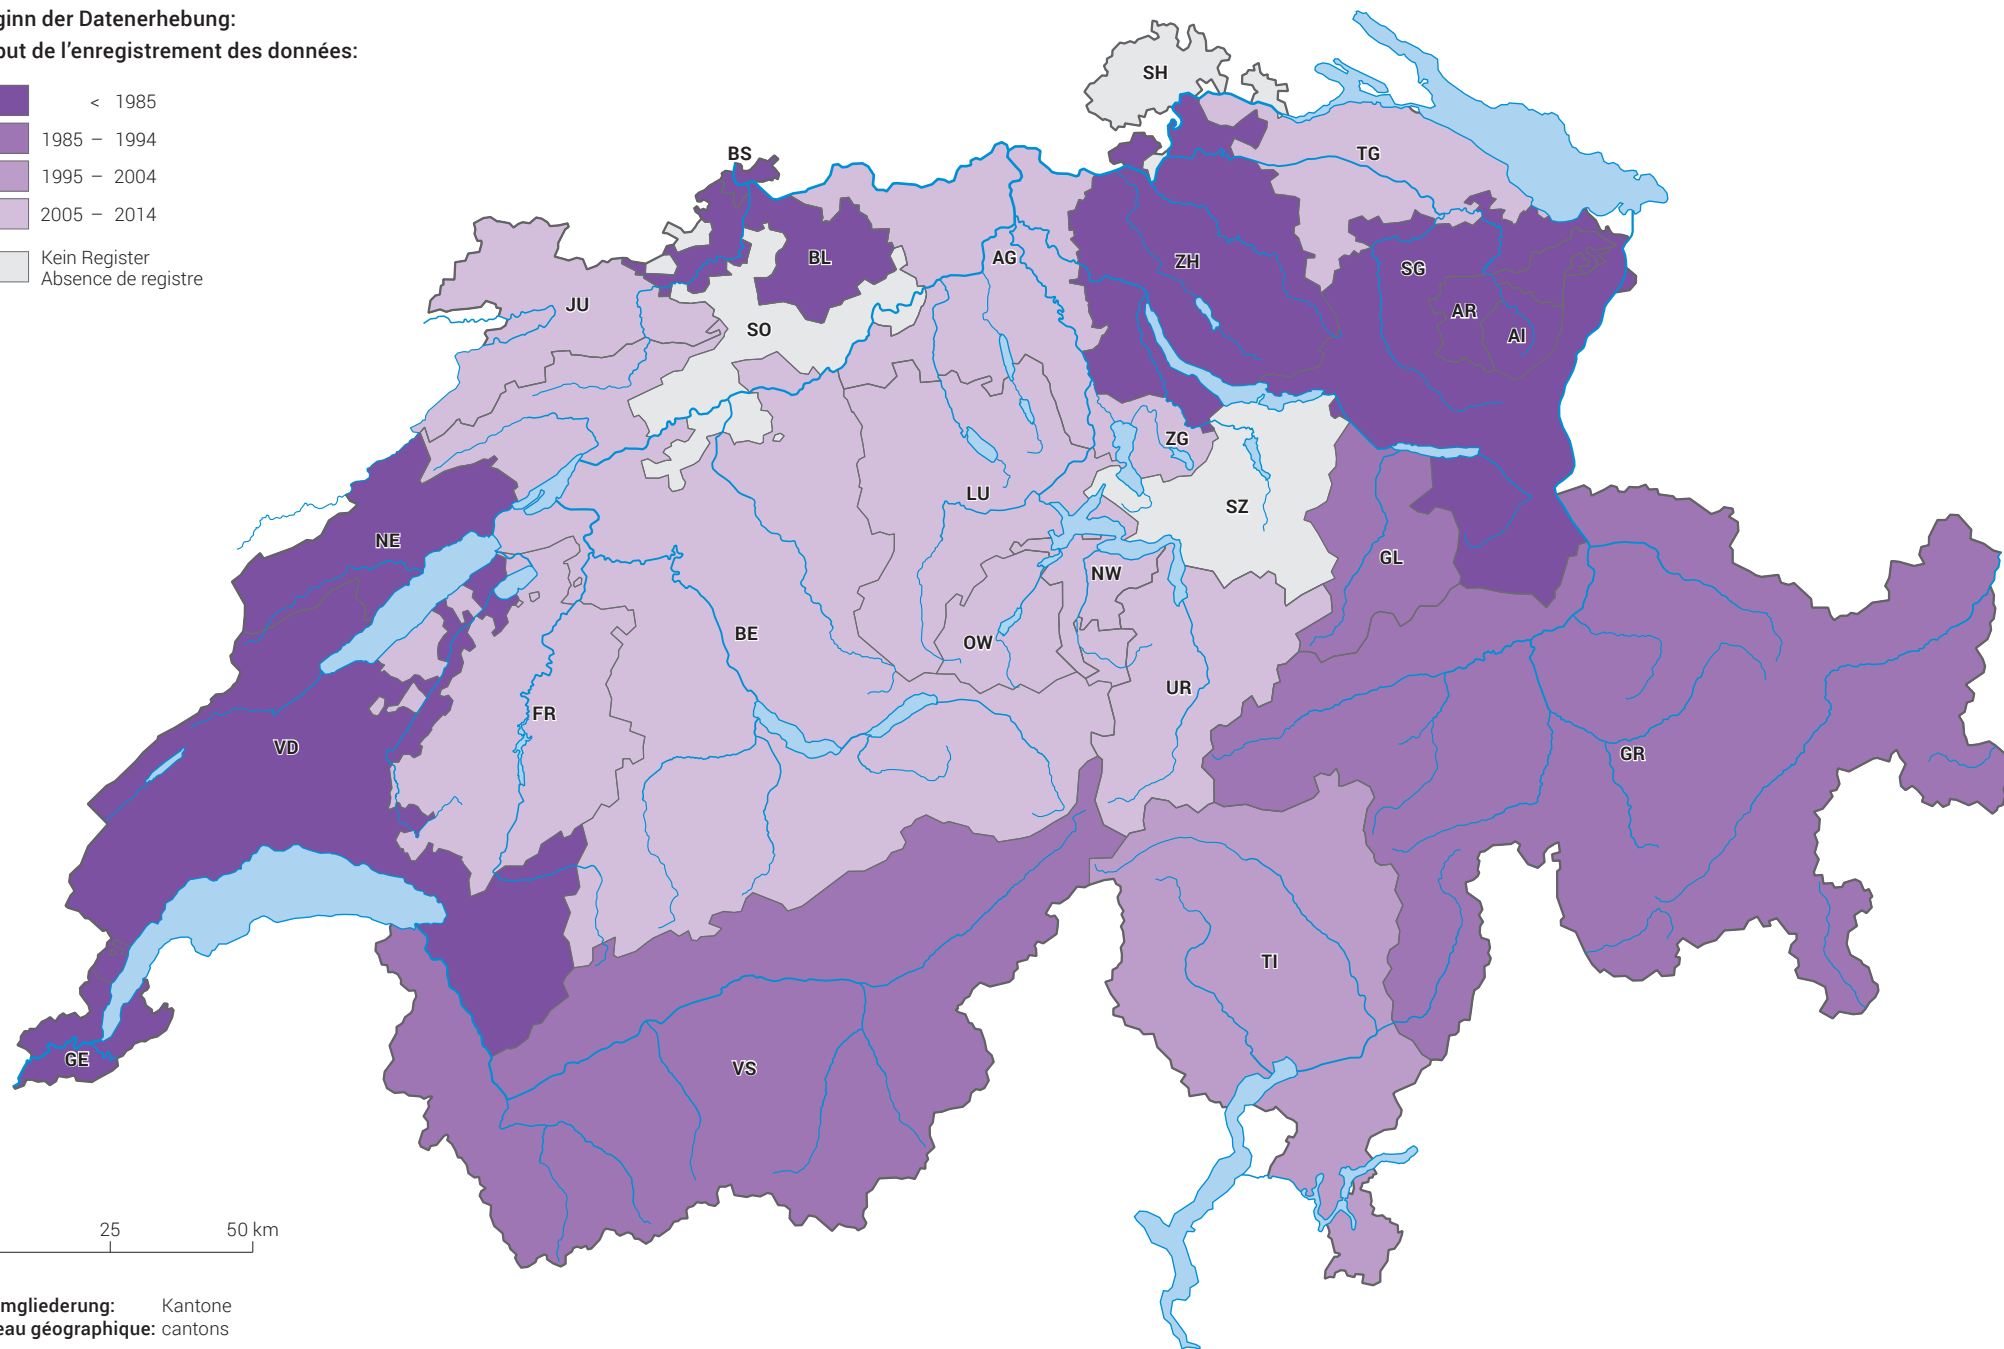 ginn der Datenerhebung:
out de l’enregistrement des données:
< 1985
1985 – 1994
1995 – 2004
2005 – 2014
Kein Register
Absence de registre
SH
BS
TG
BL
AG
ZH
SG
JU
AR
SO
AI
ZG
LU
SZ
NE
GL
NW
BE
OW
UR
FR
VD
GR
TI
GE
VS
25 50 km
mgliederung: Kantone
eau géographique: cantons